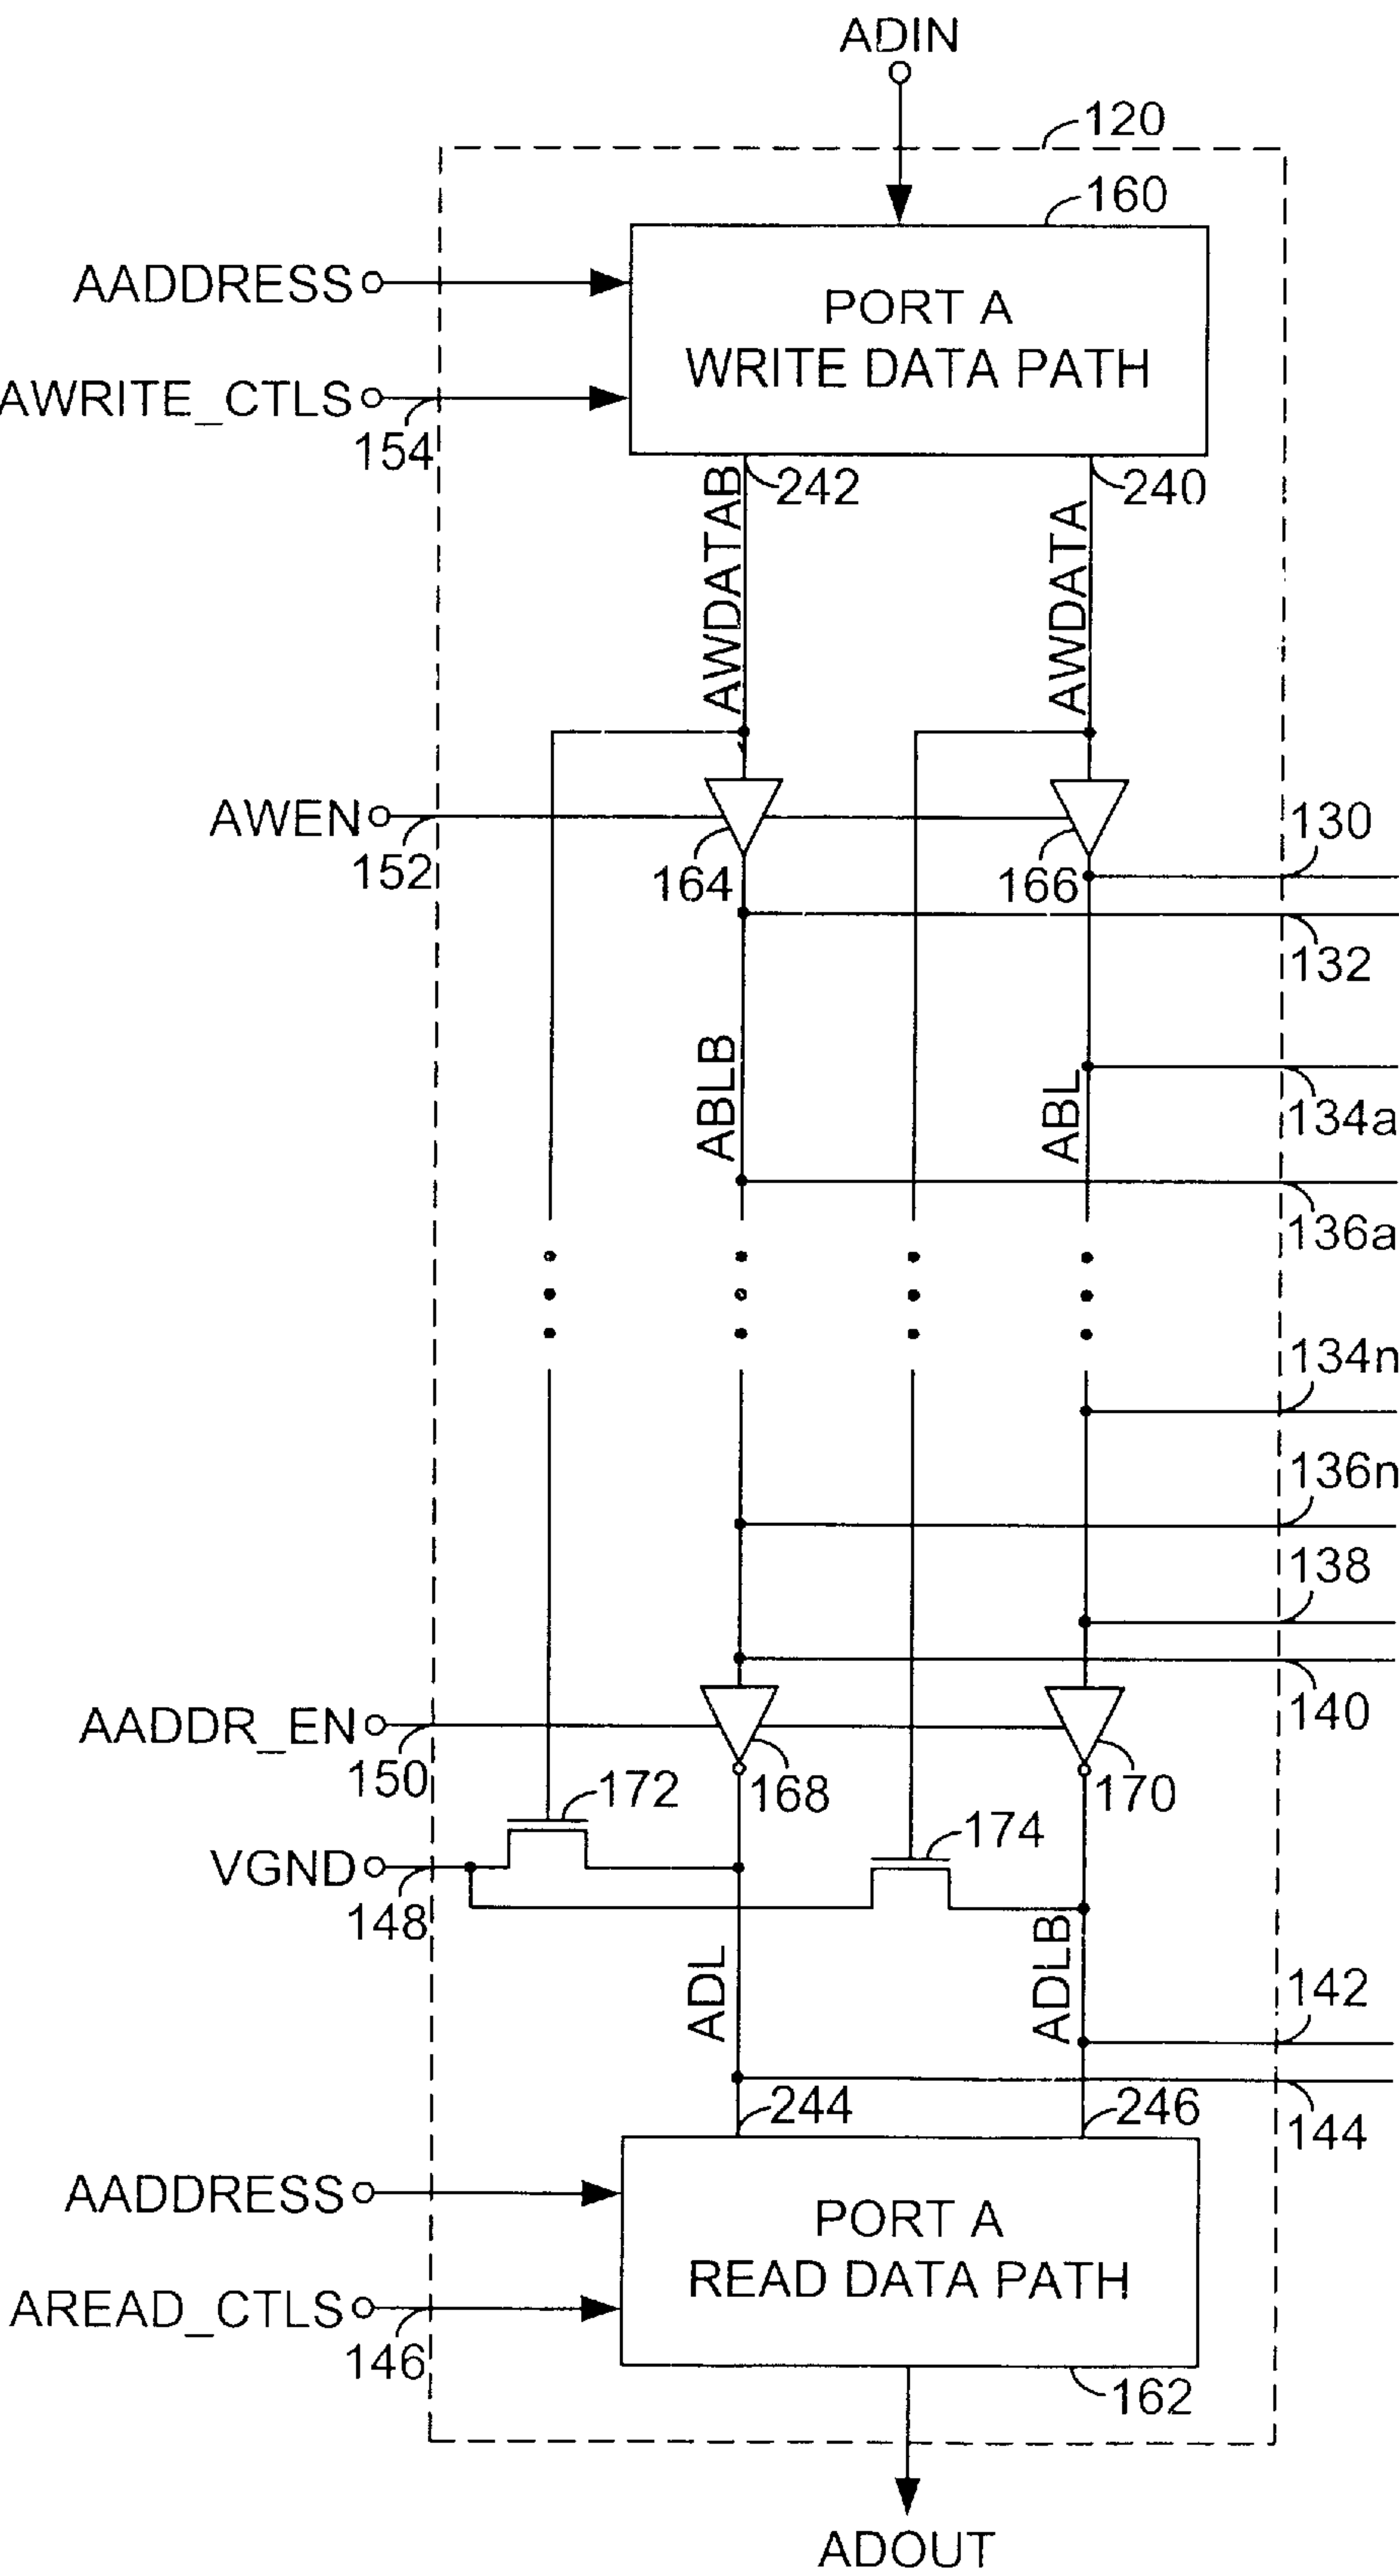 ADIN
120
160
AADDRESS
PORT A
WRITE DATA PATH
AWRITE_CTLS
154
242
240
AWDATAB
AWDATA
AWEN
152
164
166
130
132
ABLB
ABL
134a
136a
134n
136n
138
140
AADDR_EN
150
168
170
172
174
VGND
148
ADL
ADLB
142
144
244
246
AADDRESS
PORT A
READ DATA PATH
AREAD_CTLS
146
162
ADOUT